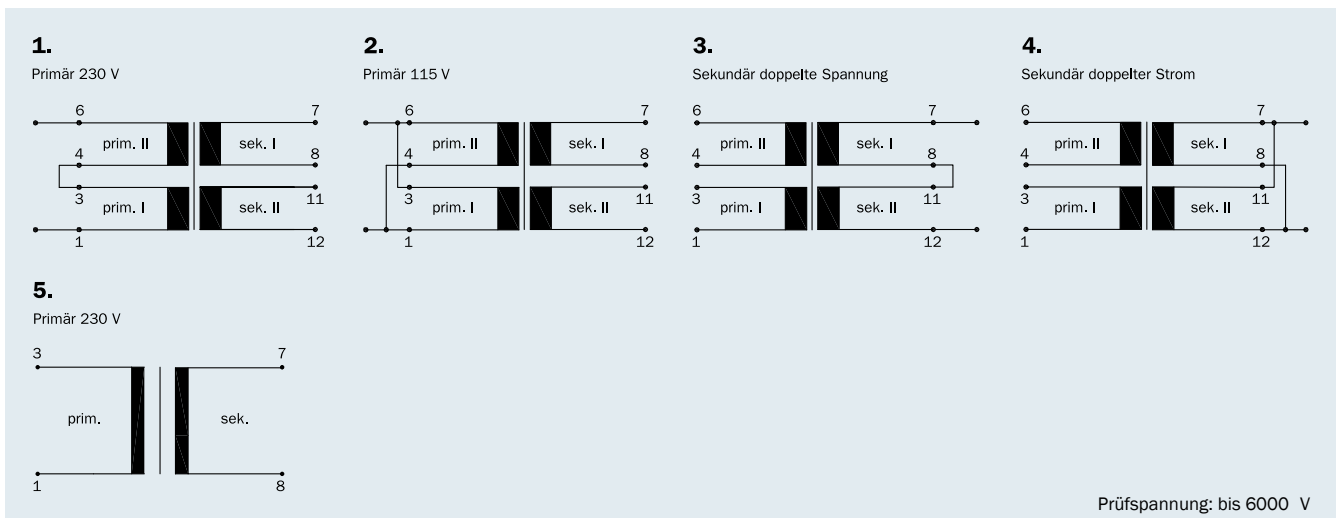 1. 2. 3. 4.
Primär 230 V Primär 115 V Sekundär doppelte Spannung Sekundär doppelter Strom
6 7 6 7 6 7 6 7
prim. II sek. I prim. II sek. I prim. II sek. I prim. II sek. I
4 8 4 8 4 8 4 8
3 11 3 11 3 11 3 11
prim. I sek. II prim. I sek. II prim. I sek. II prim. I sek. II
1 12 1 12 1 12 1 12
5.
Primär 230 V
3 7
prim. sek.
1 8
Prüfspannung: bis 6000 V